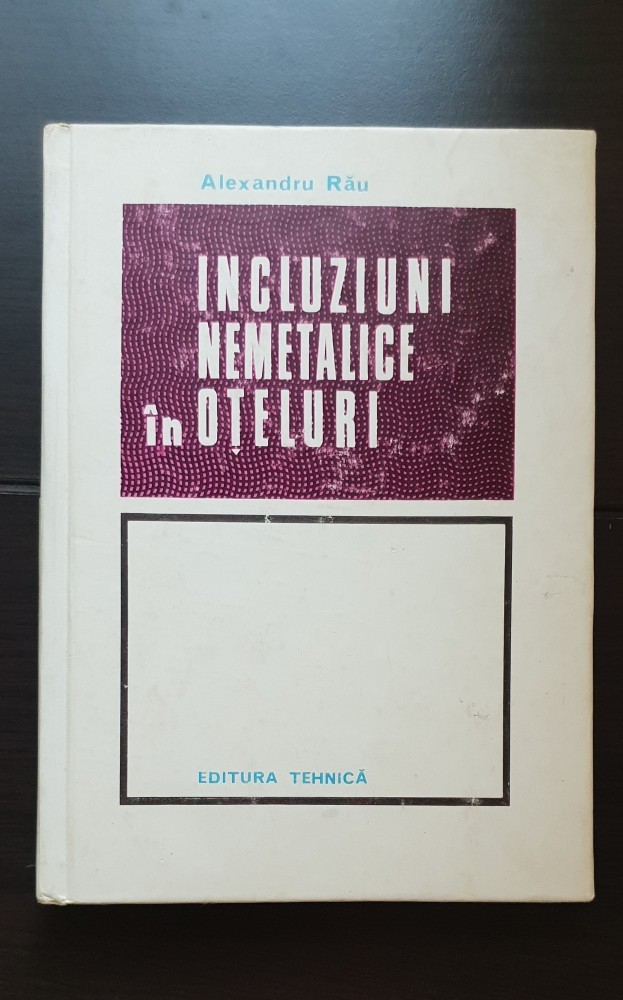 Alexandru Rău
INCLUZIUNI
NEMETALICE
în OȚELURI
EDITURA TEHNICĂ